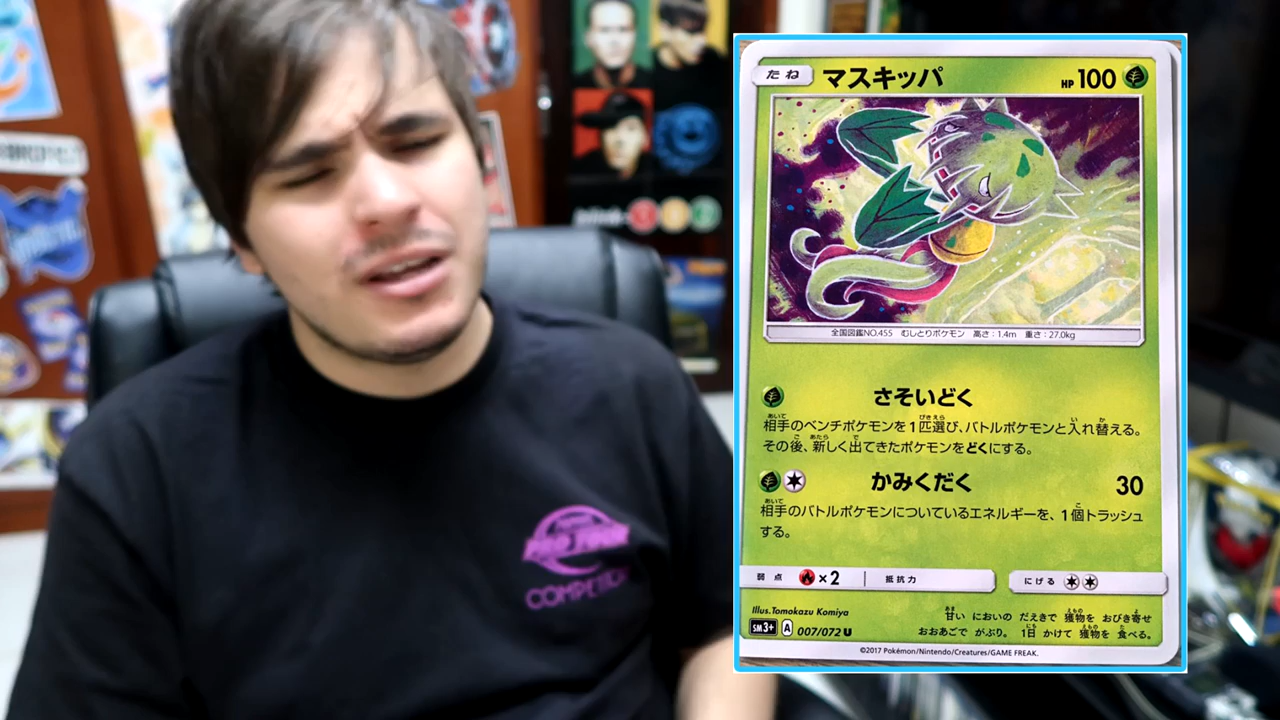 たね マスキッパ HP 100
全国図鑑NO.455 むしとりポケモン 高さ：1.4m 重さ：27.0kg
さそいどく
相手のベンチポケモンを1匹選び、バトルポケモンと入れ替える。
その後、新しく出てきたポケモンをどくにする。
かみくだく 30
相手のバトルポケモンについているエネルギーを、1個トラッシュ
する。
弱点 ×2 抵抗力 にげる
Illus.Tomokazu Komiya
SM3+ A 007/072 U
甘い においの だえきで 獲物を おびき寄せ
おおあごで がぶり。 1日 かけて 獲物を 食べる。
©2017 Pokémon/Nintendo/Creatures/GAME FREAK.
PRO TOUR